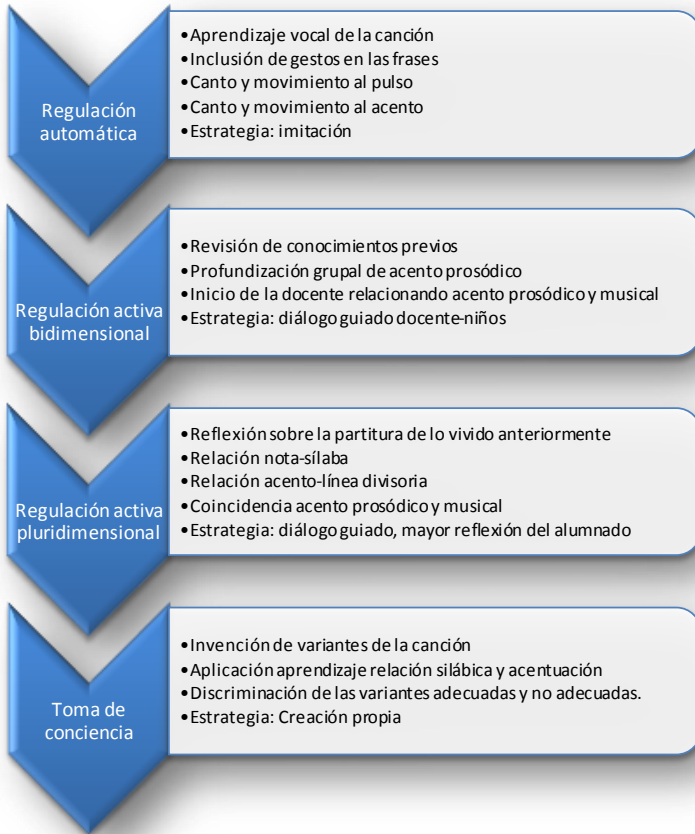 Regulación
automática
•Aprendizaje vocal de la canción
•Inclusión de gestos en las frases
•Canto y movimiento al pulso
•Canto y movimiento al acento
•Estrategia: imitación
Regulación activa
bidimensional
•Revisión de conocimientos previos
•Profundización grupal de acento prosódico
•Inicio de la docente relacionando acento prosódico y musical
•Estrategia: diálogo guiado docente-niños
Regulación activa
pluridimensional
•Reflexión sobre la partitura de lo vivido anteriormente
•Relación nota-sílaba
•Relación acento-línea divisoria
•Coincidencia acento prosódico y musical
•Estrategia: diálogo guiado, mayor reflexión del alumnado
Toma de
conciencia
•Invención de variantes de la canción
•Aplicación aprendizaje relación silábica y acentuación
•Discriminación de las variantes adecuadas y no adecuadas.
•Estrategia: Creación propia